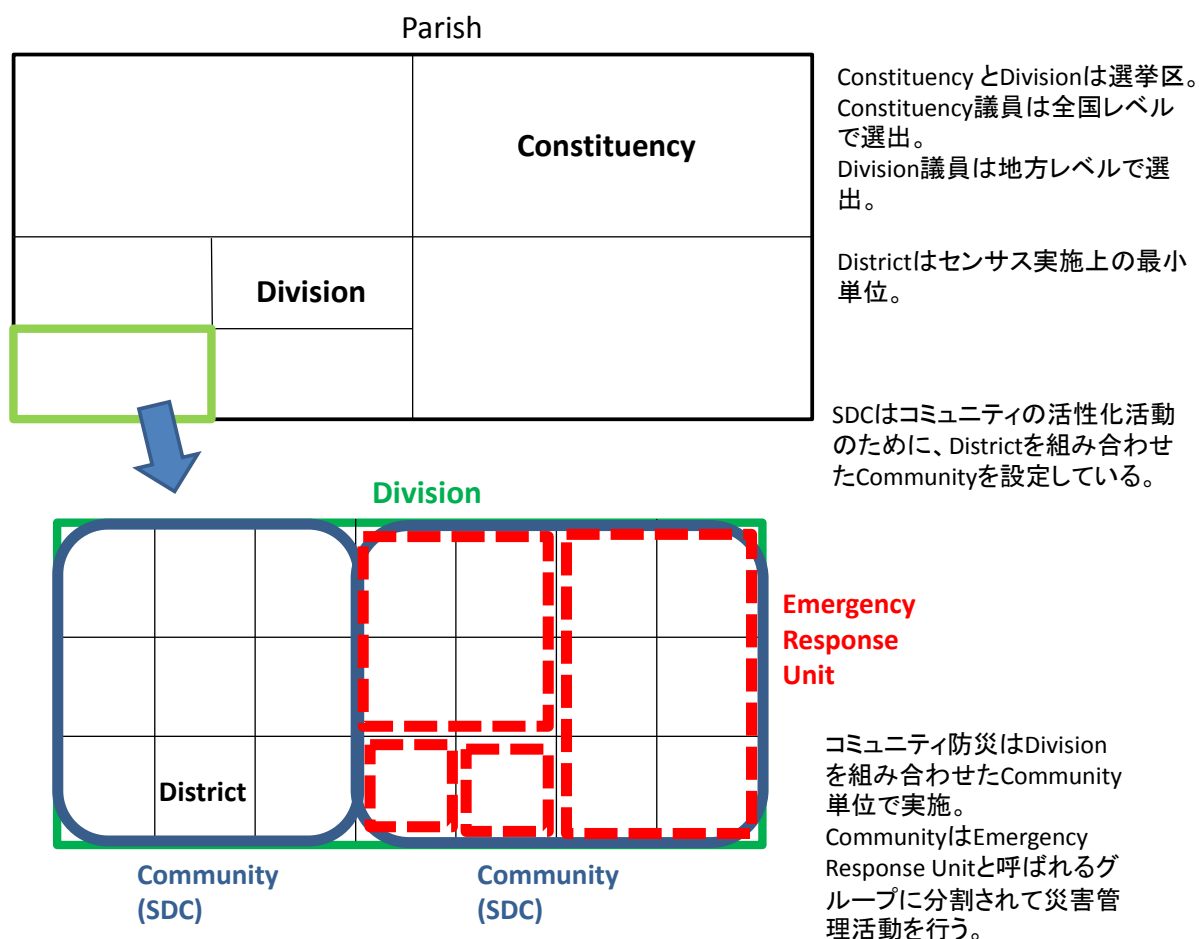 Parish
Constituency
Division
Constituency とDivisionは選挙区。
Constituency議員は全国レベル
で選出。
Division議員は地方レベルで選
出。
Districtはセンサス実施上の最小
単位。
SDCはコミュニティの活性化活動
のために、Districtを組み合わせ
たCommunityを設定している。
Division
District
Emergency
Response
Unit
Community
(SDC)
Community
(SDC)
コミュニティ防災はDivision
を組み合わせたCommunity
単位で実施。
CommunityはEmergency
Response Unitと呼ばれるグ
ループに分割されて災害管
理活動を行う。